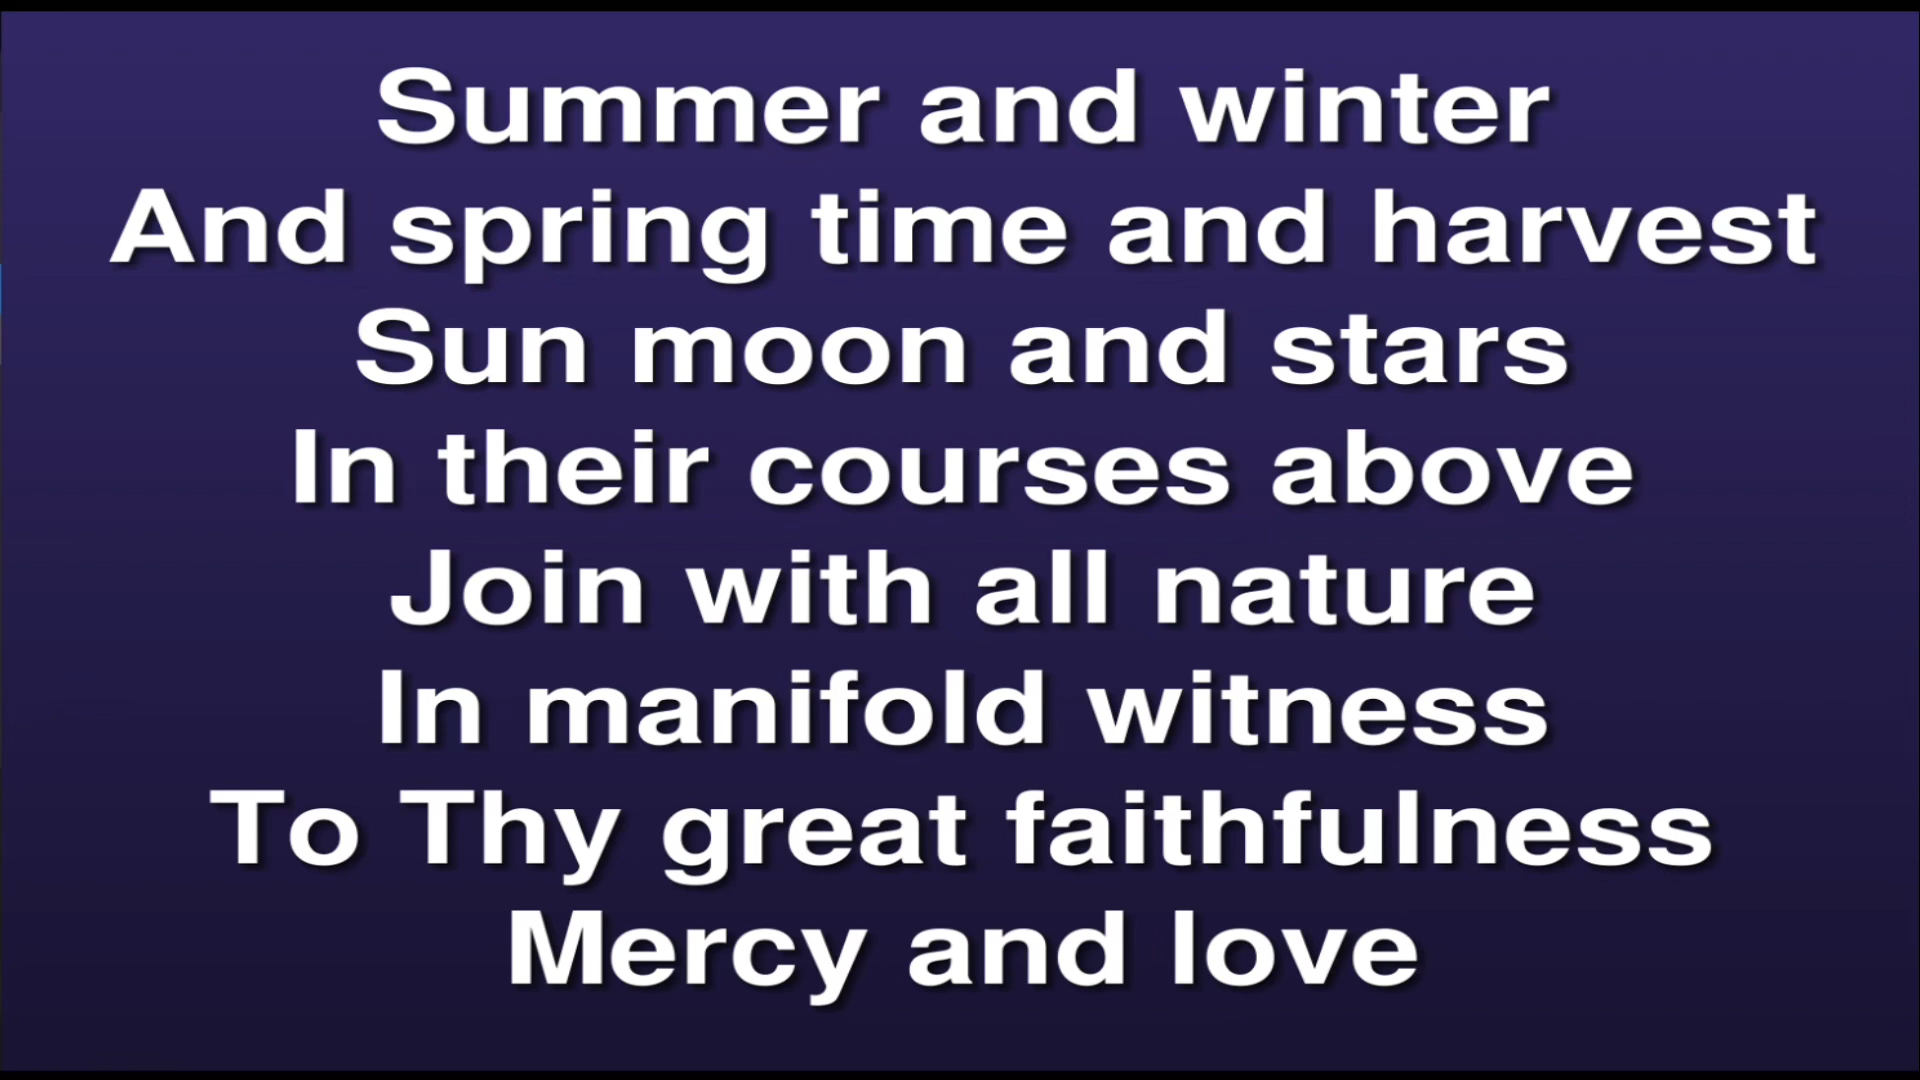 Summer and winter
And spring time and harvest
Sun moon and stars
In their courses above
Join with all nature
In manifold witness
To Thy great faithfulness
Mercy and love